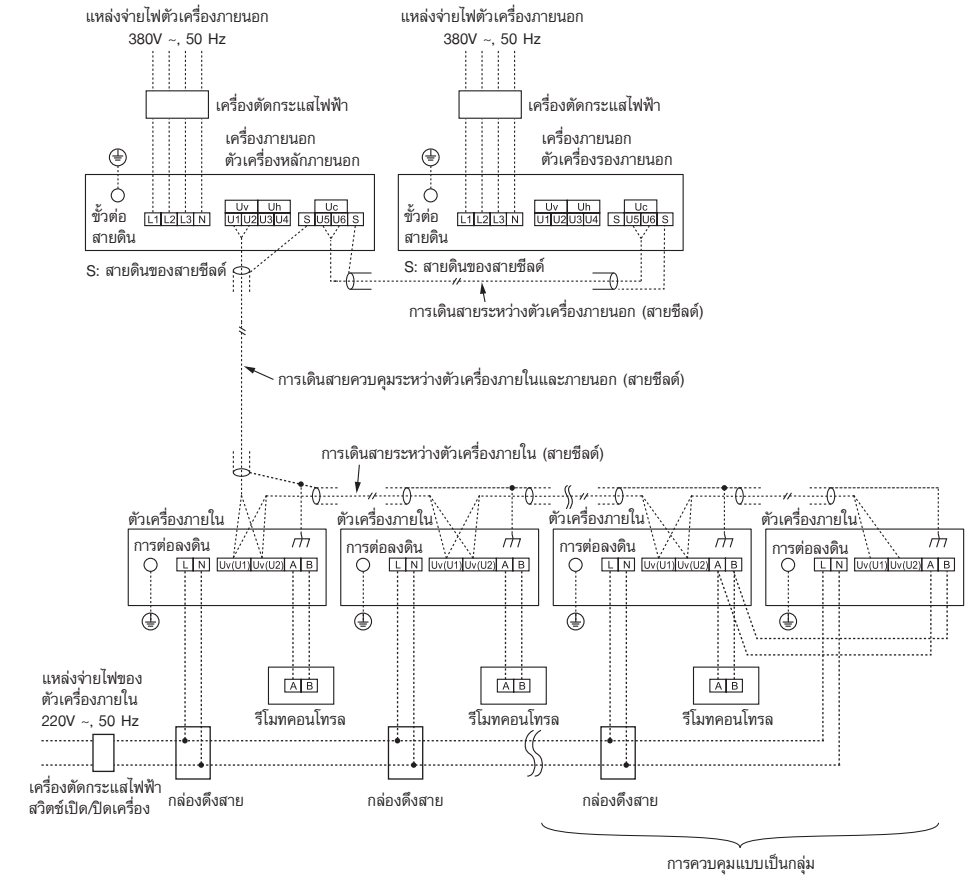 แหล่งจ่ายไฟตัวเครื่องภายนอก
380V ~, 50 Hz
แหล่งจ่ายไฟตัวเครื่องภายนอก
380V ~, 50 Hz
เครื่องตัดกระแสไฟฟ้า
เครื่องตัดกระแสไฟฟ้า
เครื่องภายนอก
ตัวเครื่องหลักภายนอก
เครื่องภายนอก
ตัวเครื่องรองภายนอก
ขั้วต่อ
สายดิน
L1 L2 L3 N
Uv Uh Uc
U1 U2 U3 U4 S U5 U6 S
ขั้วต่อ
สายดิน
L1 L2 L3 N
Uv Uh Uc
U1 U2 U3 U4 S U5 U6 S
S: สายดินของสายชีลด์
S: สายดินของสายชีลด์
การเดินสายระหว่างตัวเครื่องภายนอก (สายชีลด์)
การเดินสายควบคุมระหว่างตัวเครื่องภายในและภายนอก (สายชีลด์)
การเดินสายระหว่างตัวเครื่องภายใน (สายชีลด์)
ตัวเครื่องภายใน
ตัวเครื่องภายใน
ตัวเครื่องภายใน
ตัวเครื่องภายใน
การต่อลงดิน
L N Uv(U1) Uv(U2) A B
การต่อลงดิน
L N Uv(U1) Uv(U2) A B
การต่อลงดิน
L N Uv(U1) Uv(U2) A B
การต่อลงดิน
L N Uv(U1) Uv(U2) A B
แหล่งจ่ายไฟของ
ตัวเครื่องภายใน
220V ~, 50 Hz
A B
รีโมทคอนโทรล
A B
รีโมทคอนโทรล
A B
รีโมทคอนโทรล
เครื่องตัดกระแสไฟฟ้า
สวิตช์เปิด/ปิดเครื่อง
กล่องดึงสาย
กล่องดึงสาย
กล่องดึงสาย
การควบคุมแบบเป็นกลุ่ม